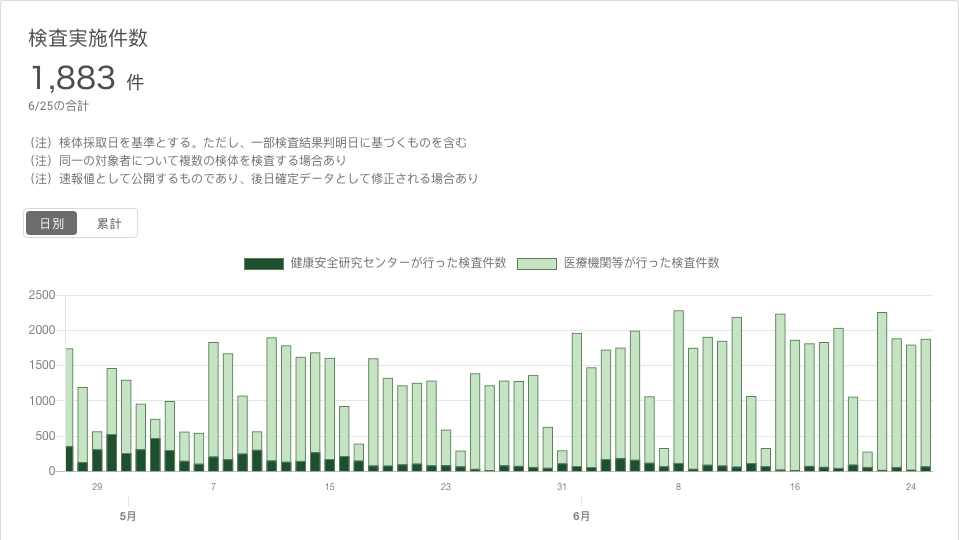 検査実施件数
1,883 件
6/25の合計
（注）検体採取日を基準とする。ただし、一部検査結果判明日に基づくものを含む
（注）同一の対象者について複数の検体を検査する場合あり
（注）速報値として公開するものであり、後日確定データとして修正される場合あり
日別 累計
健康安全研究センターが行った検査件数 医療機関等が行った検査件数
2500
2000
1500
1000
500
0
29 7 15 23 31 8 16 24
5月 6月